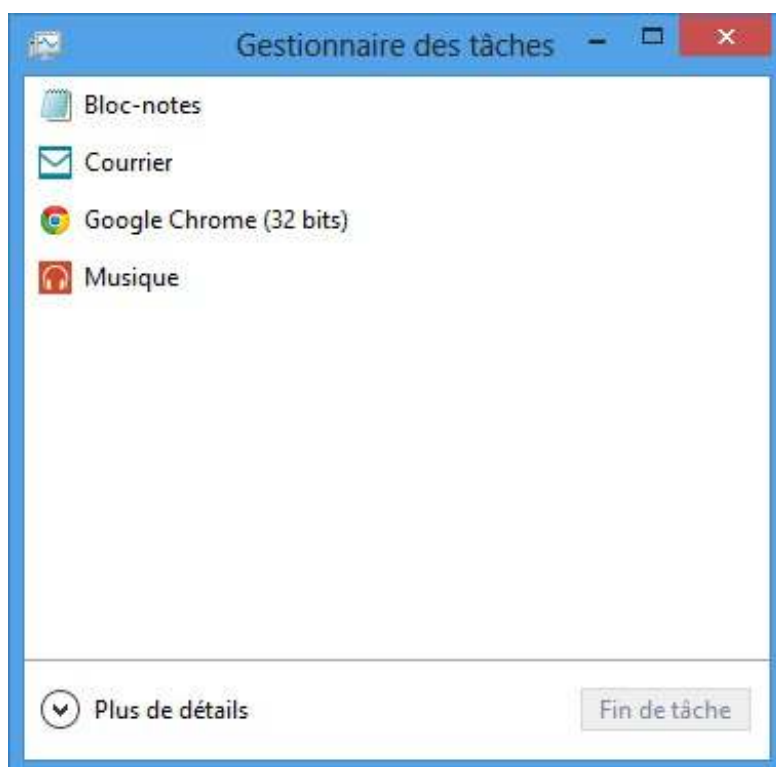 Gestionnaire des tâches
Bloc-notes
Courrier
Google Chrome (32 bits)
Musique
Plus de détails
Fin de tâche